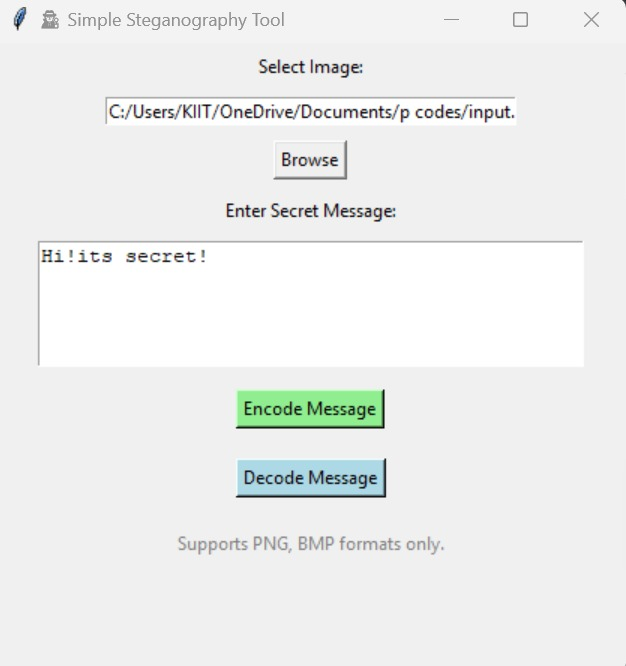 Simple Steganography Tool
Select Image:
C:/Users/KIIT/OneDrive/Documents/p codes/input.
Browse
Enter Secret Message:
Hi!its secret!
Encode Message
Decode Message
Supports PNG, BMP formats only.